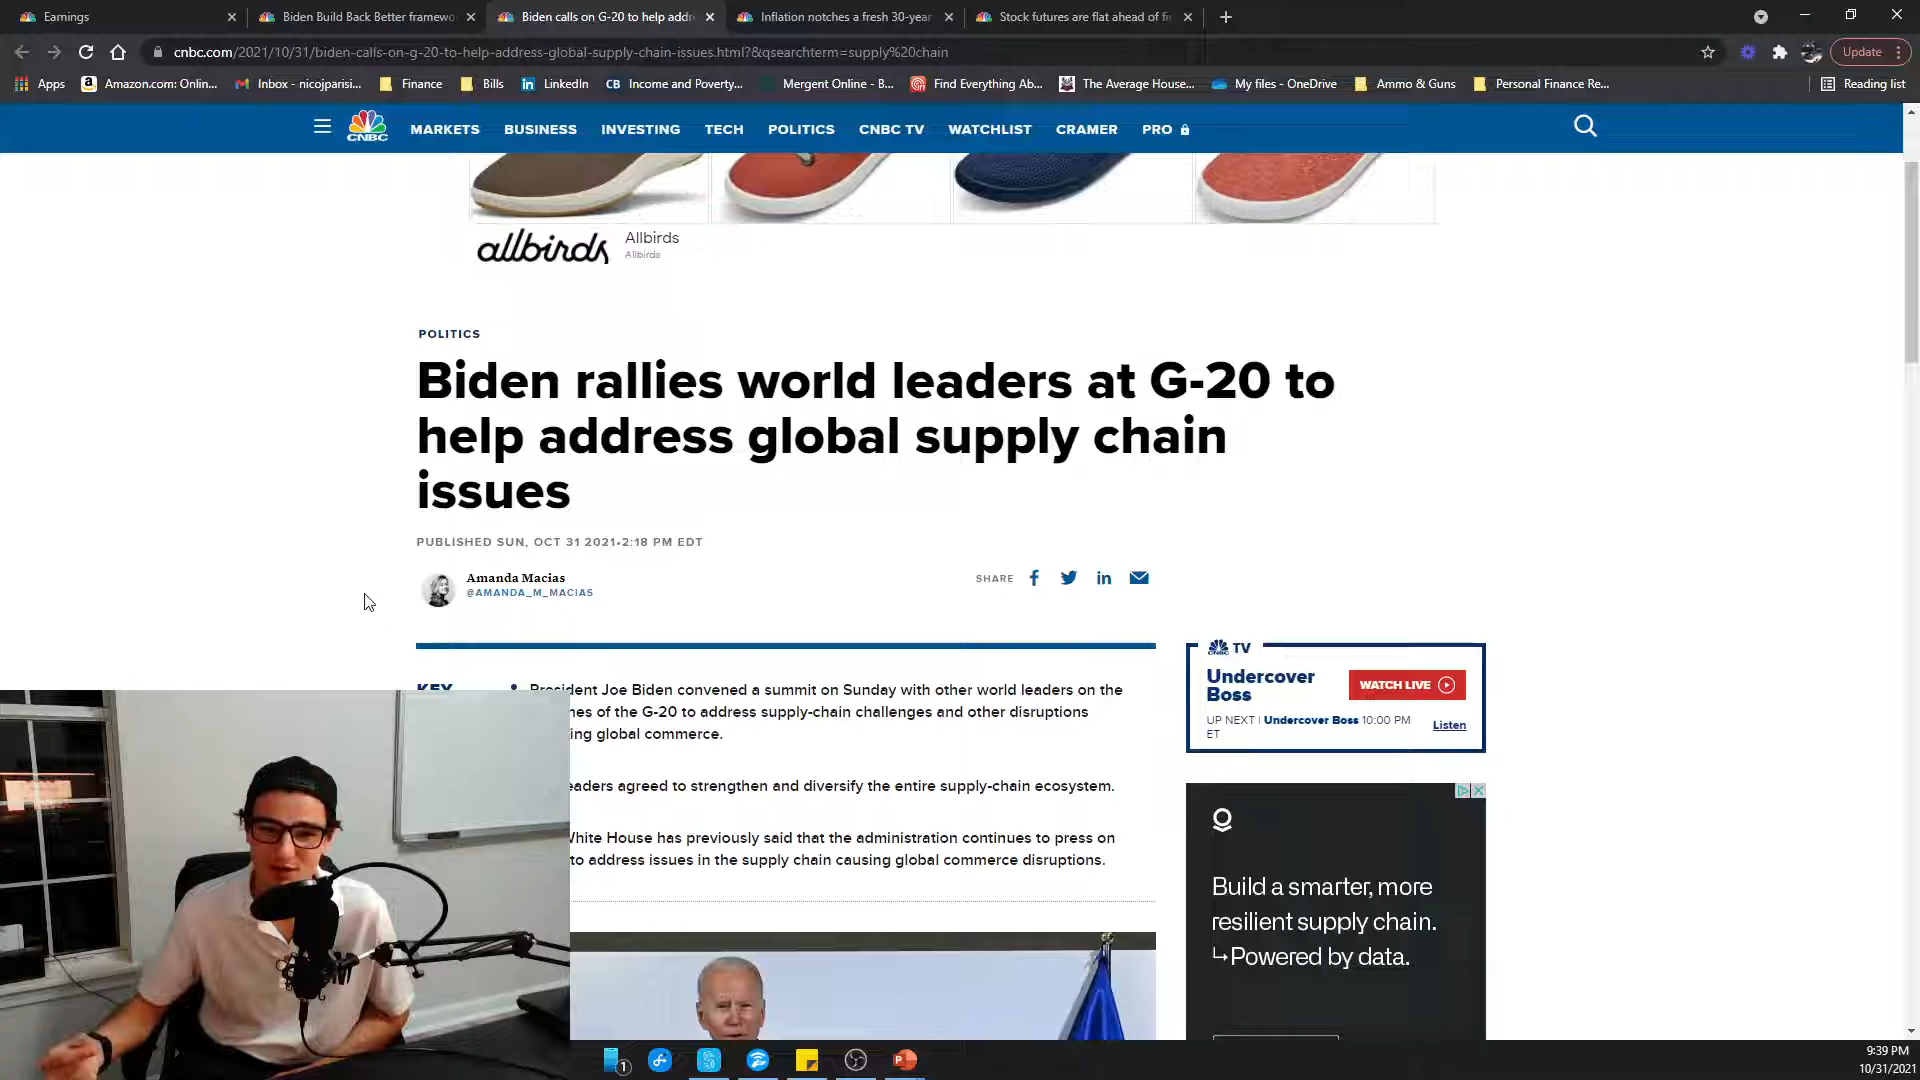 Earnings
Biden Build Back Better framewo
Biden calls on G-20 to help addr
Inflation notches a fresh 30-year
Stock futures are flat ahead of fi
cnbc.com/2021/10/31/biden-calls-on-g-20-to-help-address-global-supply-chain-issues.html?&qsearchterm=supply%20chain
Update
Apps
Amazon.com: Onlin...
Inbox - nicojparisi...
Finance
Bills
LinkedIn
CB Income and Poverty...
Mergent Online - B...
Find Everything Ab...
The Average House...
My files - OneDrive
Ammo & Guns
Personal Finance Re...
Reading list
CNBC
MARKETS BUSINESS INVESTING TECH POLITICS CNBC TV WATCHLIST CRAMER PRO
allbirds
Allbirds
Allbirds
POLITICS
Biden rallies world leaders at G-20 to
help address global supply chain
issues
PUBLISHED SUN, OCT 31 2021•2:18 PM EDT
Amanda Macias
@AMANDA_M_MACIAS
SHARE
KEY
President Joe Biden convened a summit on Sunday with other world leaders on the
nes of the G-20 to address supply-chain challenges and other disruptions
ing global commerce.
eaders agreed to strengthen and diversify the entire supply-chain ecosystem.
White House has previously said that the administration continues to press on
to address issues in the supply chain causing global commerce disruptions.
CNBC TV
Undercover
Boss
WATCH LIVE
UP NEXT | Undercover Boss 10:00 PM
ET
Listen
Build a smarter, more
resilient supply chain.
↳Powered by data.
1
9:39 PM
10/31/2021